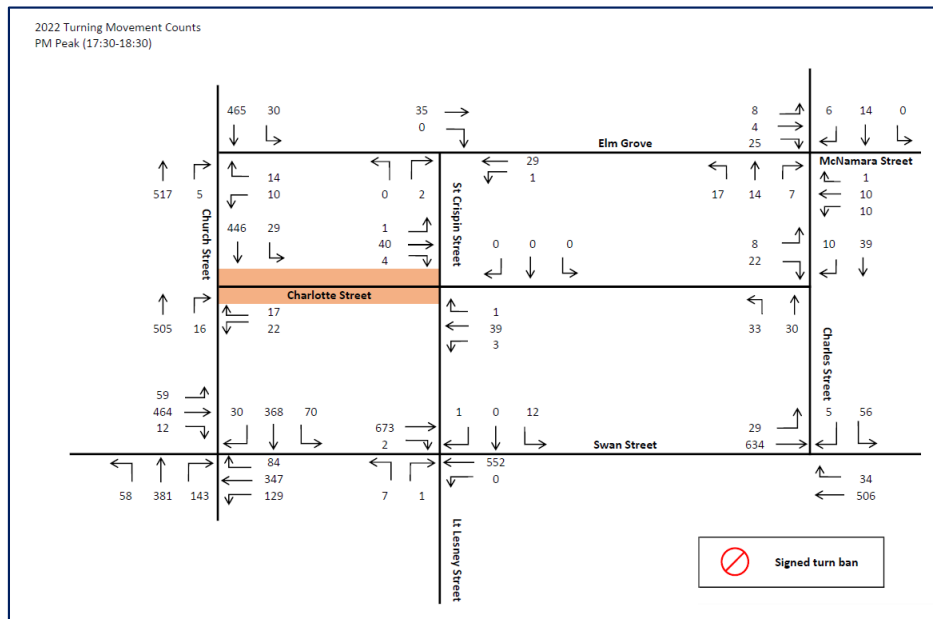 2022 Turning Movement Counts
PM Peak (17:30-18:30)
465 30
35
0
8
4
25
6 14 0
Elm Grove
McNamara Street
517 5
14
10
0 2
29
1
17 14 7
1
10
10
Church Street
St Crispin Street
446 29
1
40
4
0 0 0
8
22
10 39
Charlotte Street
505 16
17
22
1
39
3
33 30
Charles Street
59
464
12
30 368 70
673
2
1 0 12
29
634
5 56
Swan Street
58 381 143
84
347
129
7 1
552
0
34
506
Lt Lesney Street
Signed turn ban